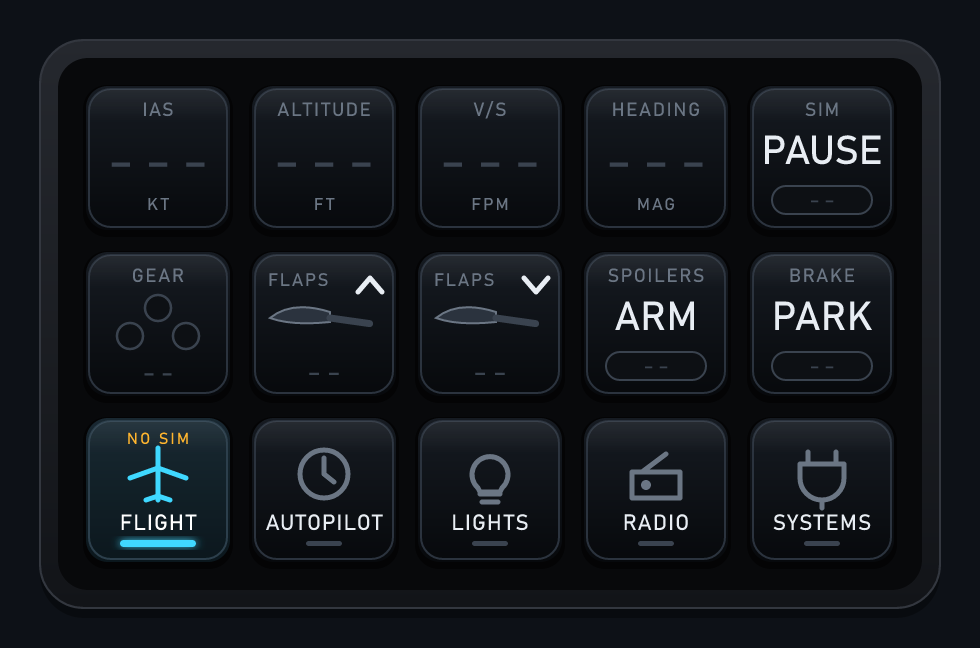 IAS
ALTITUDE
V/S
HEADING
SIM
PAUSE
– – –
– – –
– – –
– – –
– –
KT
FT
FPM
MAG
GEAR
FLAPS
FLAPS
SPOILERS
BRAKE
ARM
PARK
– –
– –
– –
– –
– –
NO SIM
FLIGHT
AUTOPILOT
LIGHTS
RADIO
SYSTEMS